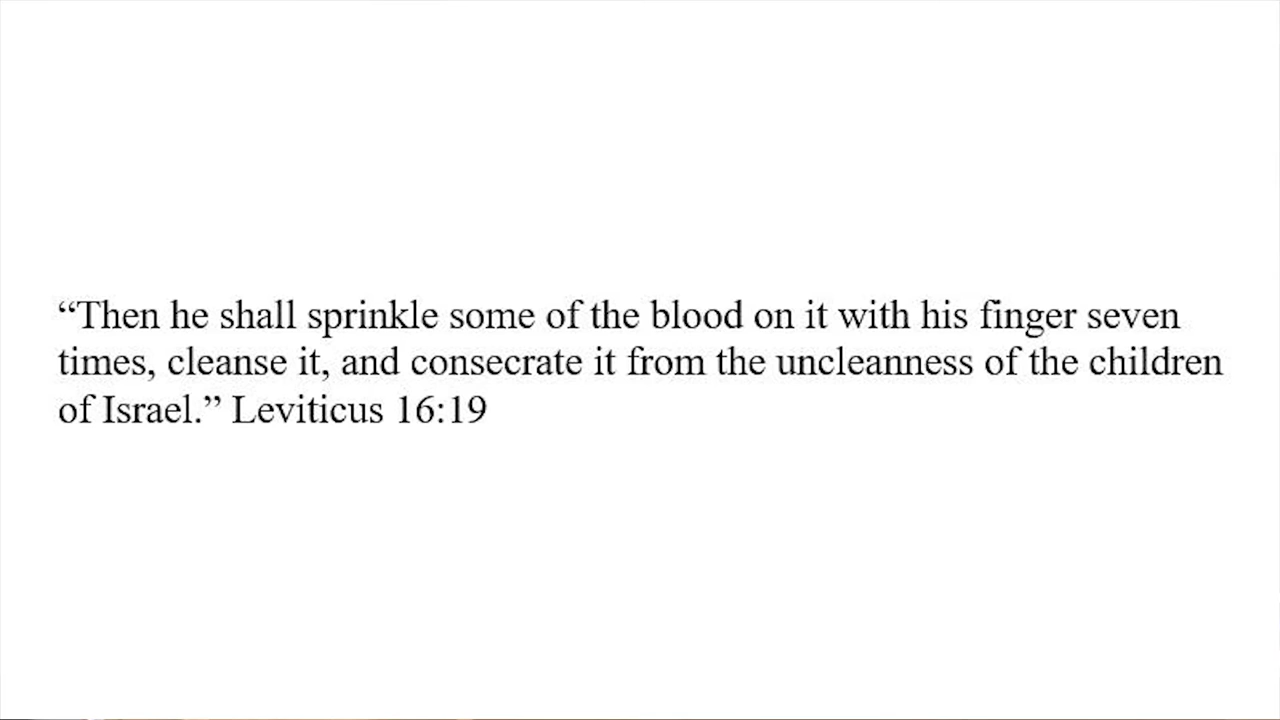 “Then he shall sprinkle some of the blood on it with his finger seven
times, cleanse it, and consecrate it from the uncleanness of the children
of Israel.” Leviticus 16:19